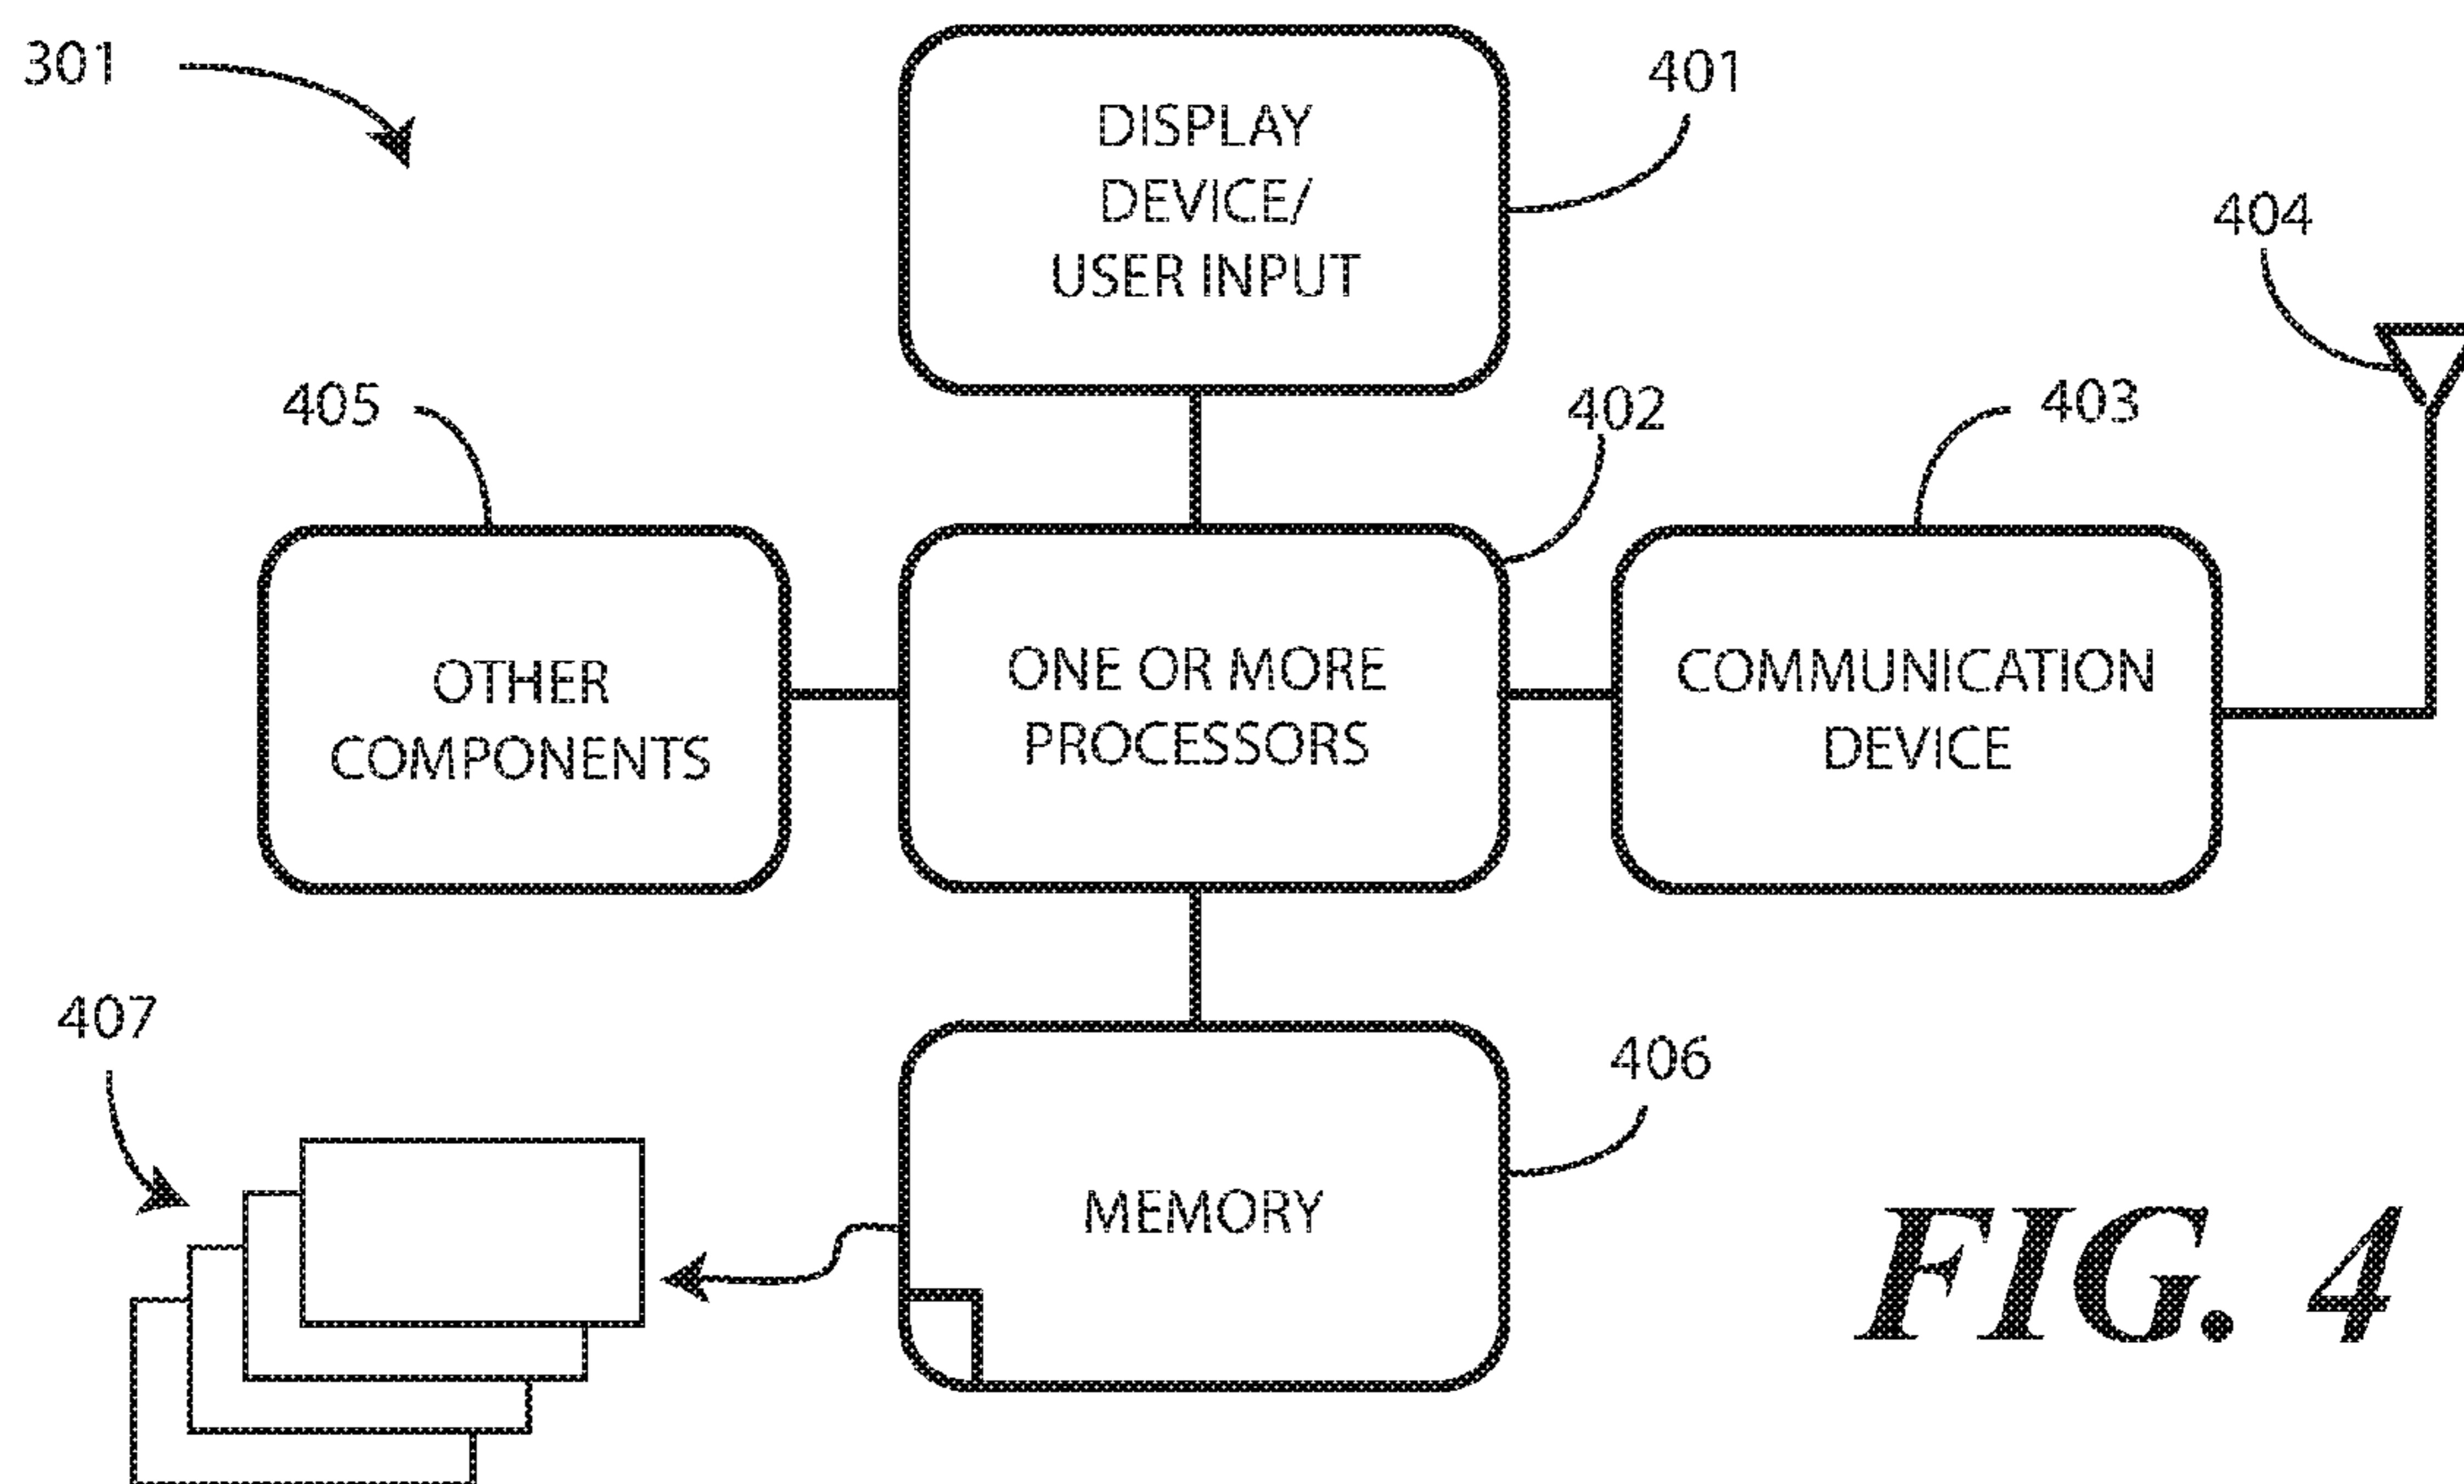 301
DISPLAY
DEVICE/
USER INPUT
401
404
405
402
403
OTHER
COMPONENTS
ONE OR MORE
PROCESSORS
COMMUNICATION
DEVICE
407
406
MEMORY
FIG. 4